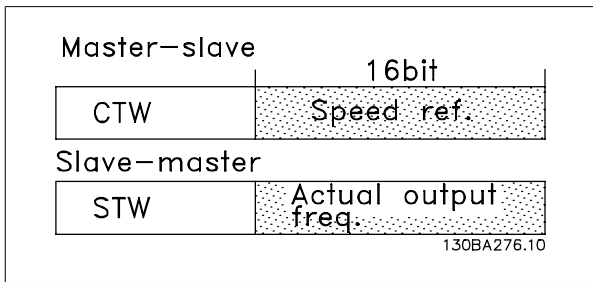 Master-slave
16bit
CTW
Speed ref.
Slave-master
STW
Actual output
freq.
130BA276.10